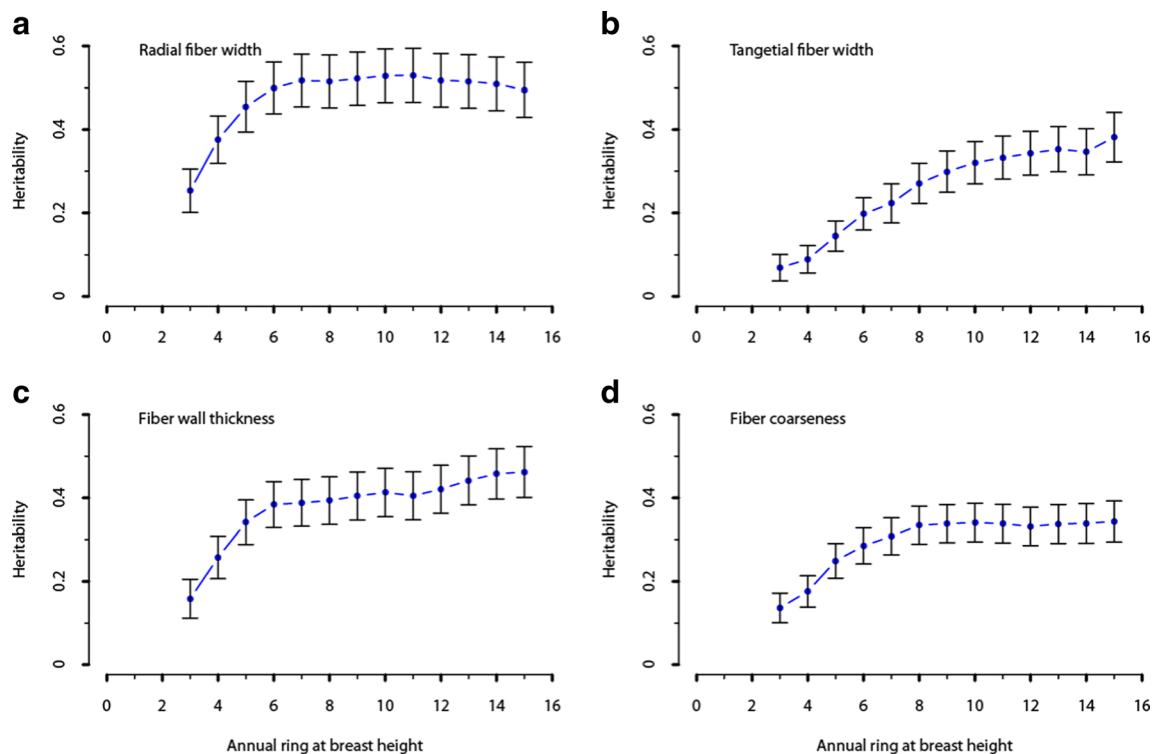 a
Radial fiber width
0.6
0.4
0.2
0
Heritability
0 2 4 6 8 10 12 14 16
b
Tangetial fiber width
0.6
0.4
0.2
0
Heritability
0 2 4 6 8 10 12 14 16
c
Fiber wall thickness
0.6
0.4
0.2
0
Heritability
0 2 4 6 8 10 12 14 16
Annual ring at breast height
d
Fiber coarseness
0.6
0.4
0.2
0
Heritability
0 2 4 6 8 10 12 14 16
Annual ring at breast height